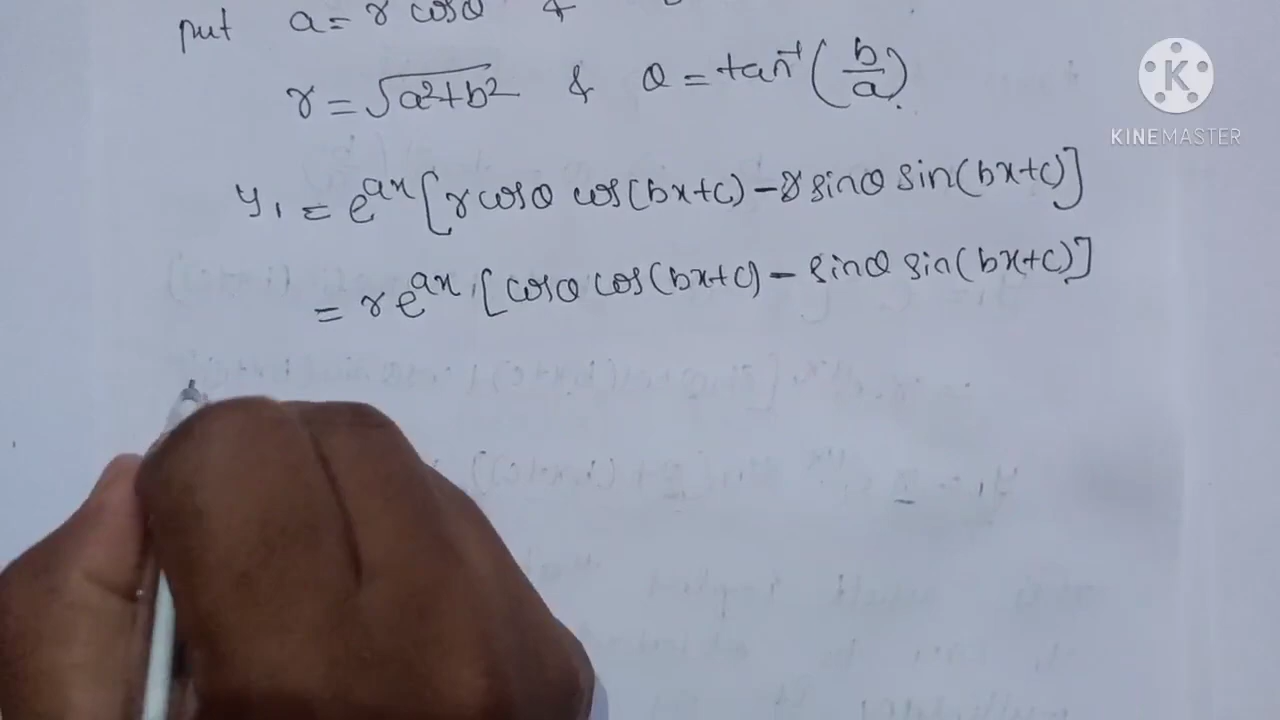 put a = r cosθ &
r = √a²+b² & θ = tan⁻¹(b/a).
K
KINEMASTER
y₁ = e^ax [r cosθ cos(bx+c) - r sinθ sin(bx+c)]
= r e^ax [cosθ cos(bx+c) - sinθ sin(bx+c)]